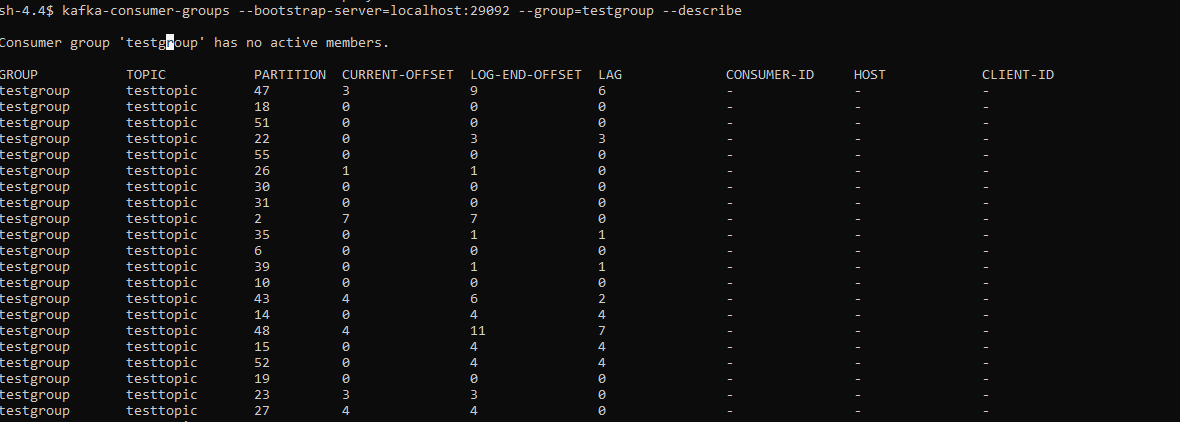 sh-4.4$ kafka-consumer-groups --bootstrap-server=localhost:29092 --group=testgroup --describe
Consumer group 'testgroup' has no active members.
GROUP TOPIC PARTITION CURRENT-OFFSET LOG-END-OFFSET LAG CONSUMER-ID HOST CLIENT-ID
testgroup testtopic 47 3 9 6 - - -
testgroup testtopic 18 0 0 0 - - -
testgroup testtopic 51 0 0 0 - - -
testgroup testtopic 22 0 3 3 - - -
testgroup testtopic 55 0 0 0 - - -
testgroup testtopic 26 1 1 0 - - -
testgroup testtopic 30 0 0 0 - - -
testgroup testtopic 31 0 0 0 - - -
testgroup testtopic 2 7 7 0 - - -
testgroup testtopic 35 0 1 1 - - -
testgroup testtopic 6 0 0 0 - - -
testgroup testtopic 39 0 1 1 - - -
testgroup testtopic 10 0 0 0 - - -
testgroup testtopic 43 4 6 2 - - -
testgroup testtopic 14 0 4 4 - - -
testgroup testtopic 48 4 11 7 - - -
testgroup testtopic 15 0 4 4 - - -
testgroup testtopic 52 0 4 4 - - -
testgroup testtopic 19 0 0 0 - - -
testgroup testtopic 23 3 3 0 - - -
testgroup testtopic 27 4 4 0 - - -